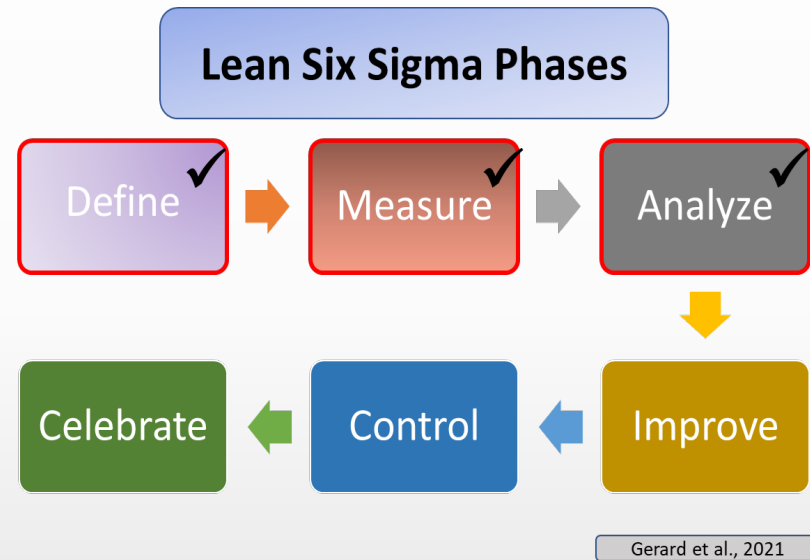 Lean Six Sigma Phases
Define
Measure
Analyze
Improve
Control
Celebrate
Gerard et al., 2021